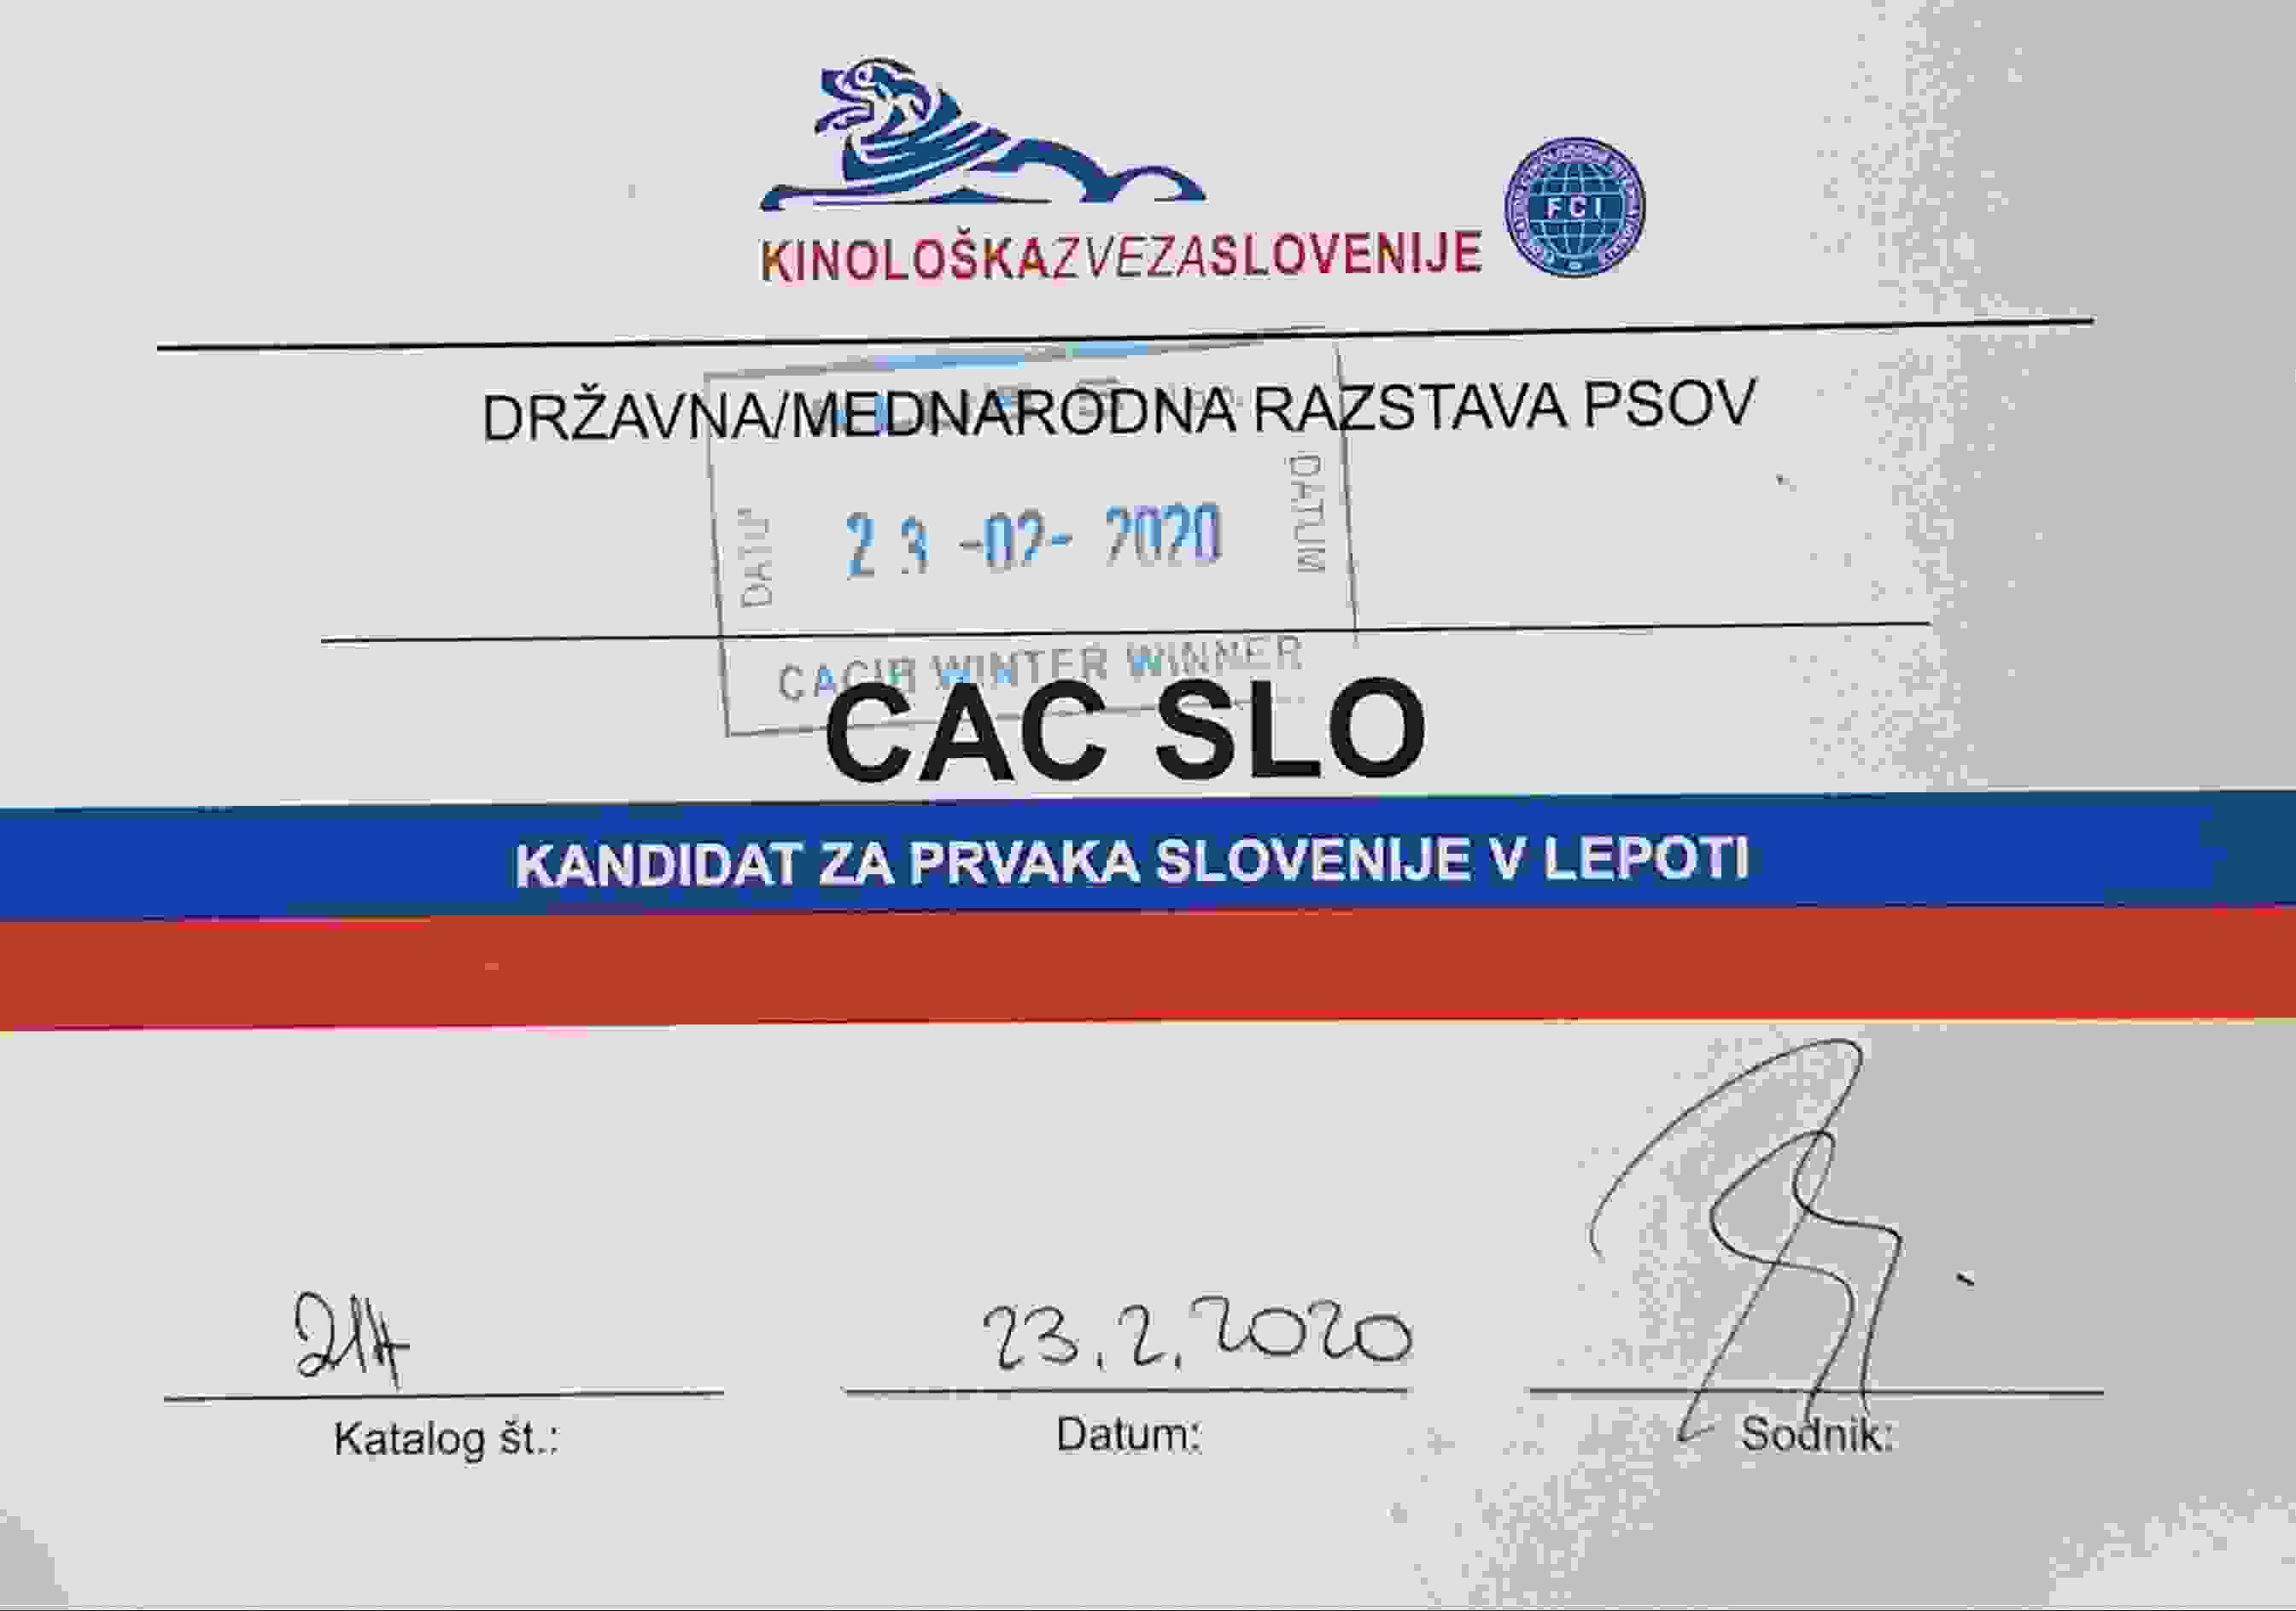 KINOLOŠKAZVEZASLOVENIJE
FCI
DRŽAVNA/MEDNARODNA RAZSTAVA PSOV
DATUM
23-02-2020
CACIB WINTER WINNER
CAC SLO
KANDIDAT ZA PRVAKA SLOVENIJE V LEPOTI
214 23.2.2020
Katalog št.: Datum: Sodnik: